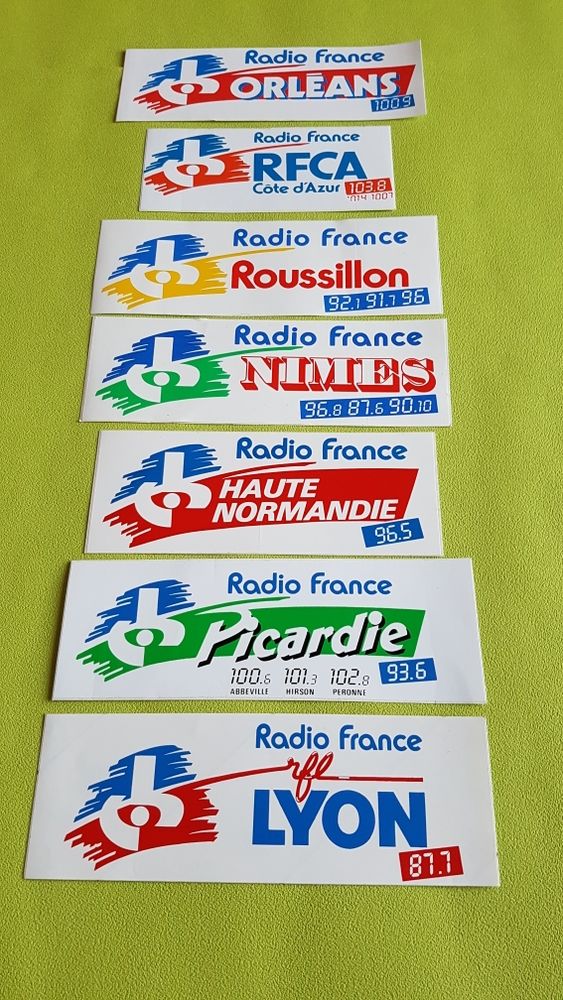 Radio France
ORLÉANS
100.9
Radio France
RFCA
Côte d'Azur 103.8
Radio France
Roussillon
92.1 91.7 96
Radio France
NIMES
96.8 87.6 90.10
Radio France
HAUTE
NORMANDIE
96.5
Radio France
Picardie
93.6
100.6 101.3 102.8
ABBEVILLE HIRSON PERONNE
Radio France
rfl
LYON
87.7